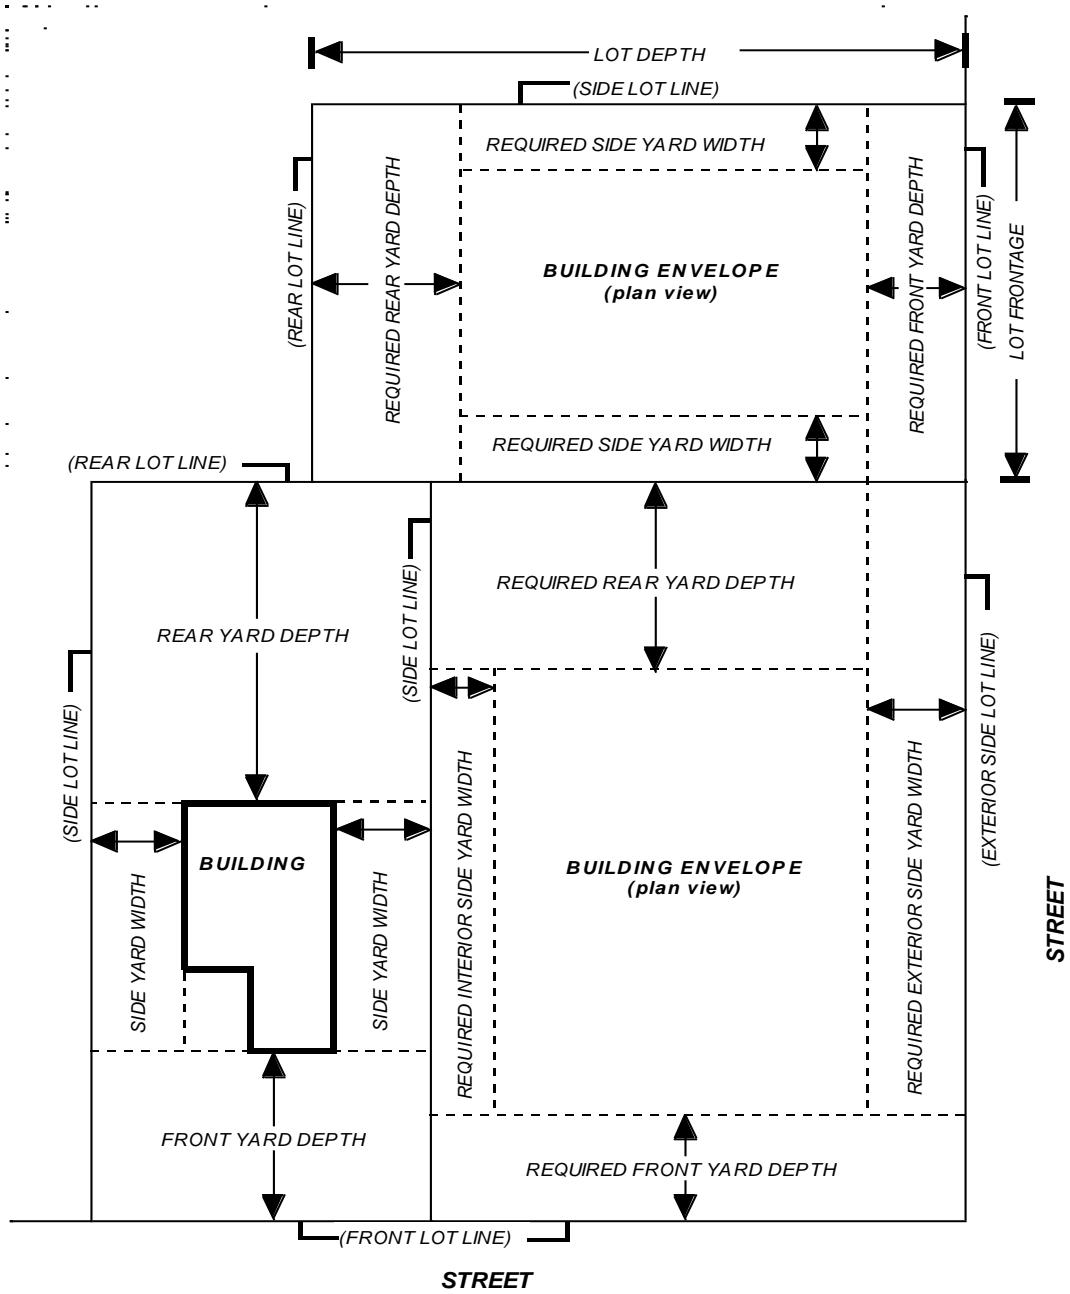 LOT DEPTH
(SIDE LOT LINE)
REQUIRED SIDE YARD WIDTH
(REAR LOT LINE)
REQUIRED REAR YARD DEPTH
BUILDING ENVELOPE
(plan view)
REQUIRED FRONT YARD DEPTH
(FRONT LOT LINE)
LOT FRONTAGE
REQUIRED SIDE YARD WIDTH
(REAR LOT LINE)
(SIDE LOT LINE)
REQUIRED REAR YARD DEPTH
REAR YARD DEPTH
(SIDE LOT LINE)
(EXTERIOR SIDE LOT LINE)
BUILDING
SIDE YARD WIDTH
SIDE YARD WIDTH
REQUIRED INTERIOR SIDE YARD WIDTH
BUILDING ENVELOPE
(plan view)
REQUIRED EXTERIOR SIDE YARD WIDTH
STREET
FRONT YARD DEPTH
REQUIRED FRONT YARD DEPTH
(FRONT LOT LINE)
STREET